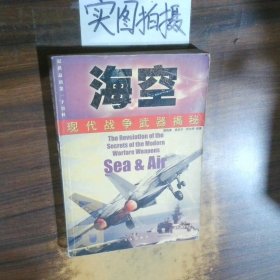 实图拍摄
海空
现代战争武器揭秘
The Revelation of the
Secrets of the Modern
Warfare Weapons
Sea & Air